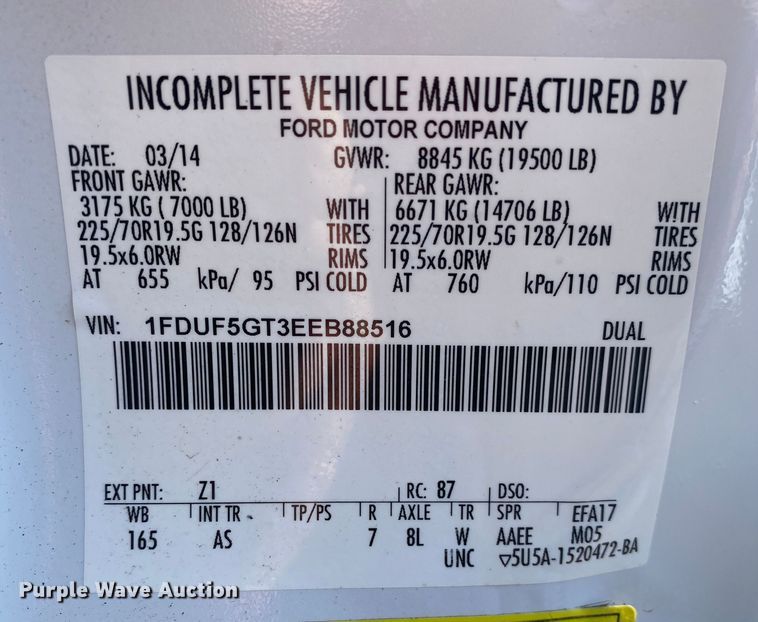 INCOMPLETE VEHICLE MANUFACTURED BY
FORD MOTOR COMPANY
DATE: 03/14 GVWR: 8845 KG (19500 LB)
FRONT GAWR: REAR GAWR:
3175 KG ( 7000 LB) WITH 6671 KG (14706 LB) WITH
225/70R19.5G 128/126N TIRES 225/70R19.5G 128/126N TIRES
19.5x6.0RW RIMS 19.5x6.0RW RIMS
AT 655 kPa/ 95 PSI COLD AT 760 kPa/110 PSI COLD
VIN: 1FDUF5GT3EEB88516 DUAL
EXT PNT: Z1 RC: 87 DSO:
WB INT TR TP/PS R AXLE TR SPR EFA17
165 AS 7 8L W AAEE M05
UNC ▽5U5A-1520472-BA
Purple Wave Auction